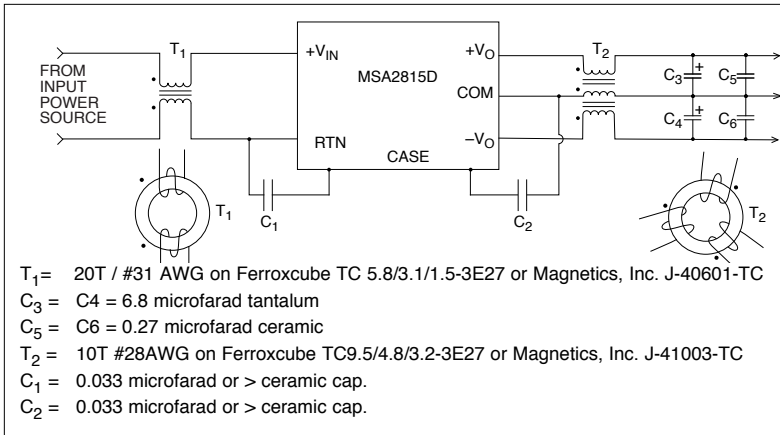 T1
+VIN
+VO
T2
FROM
INPUT
POWER
SOURCE
MSA2815D
COM
C3
+
C5
C4
+
C6
RTN
–VO
CASE
C1
C2
T1
T2
T1= 20T / #31 AWG on Ferroxcube TC 5.8/3.1/1.5-3E27 or Magnetics, Inc. J-40601-TC
C3 = C4 = 6.8 microfarad tantalum
C5 = C6 = 0.27 microfarad ceramic
T2 = 10T #28AWG on Ferroxcube TC9.5/4.8/3.2-3E27 or Magnetics, Inc. J-41003-TC
C1 = 0.033 microfarad or > ceramic cap.
C2 = 0.033 microfarad or > ceramic cap.